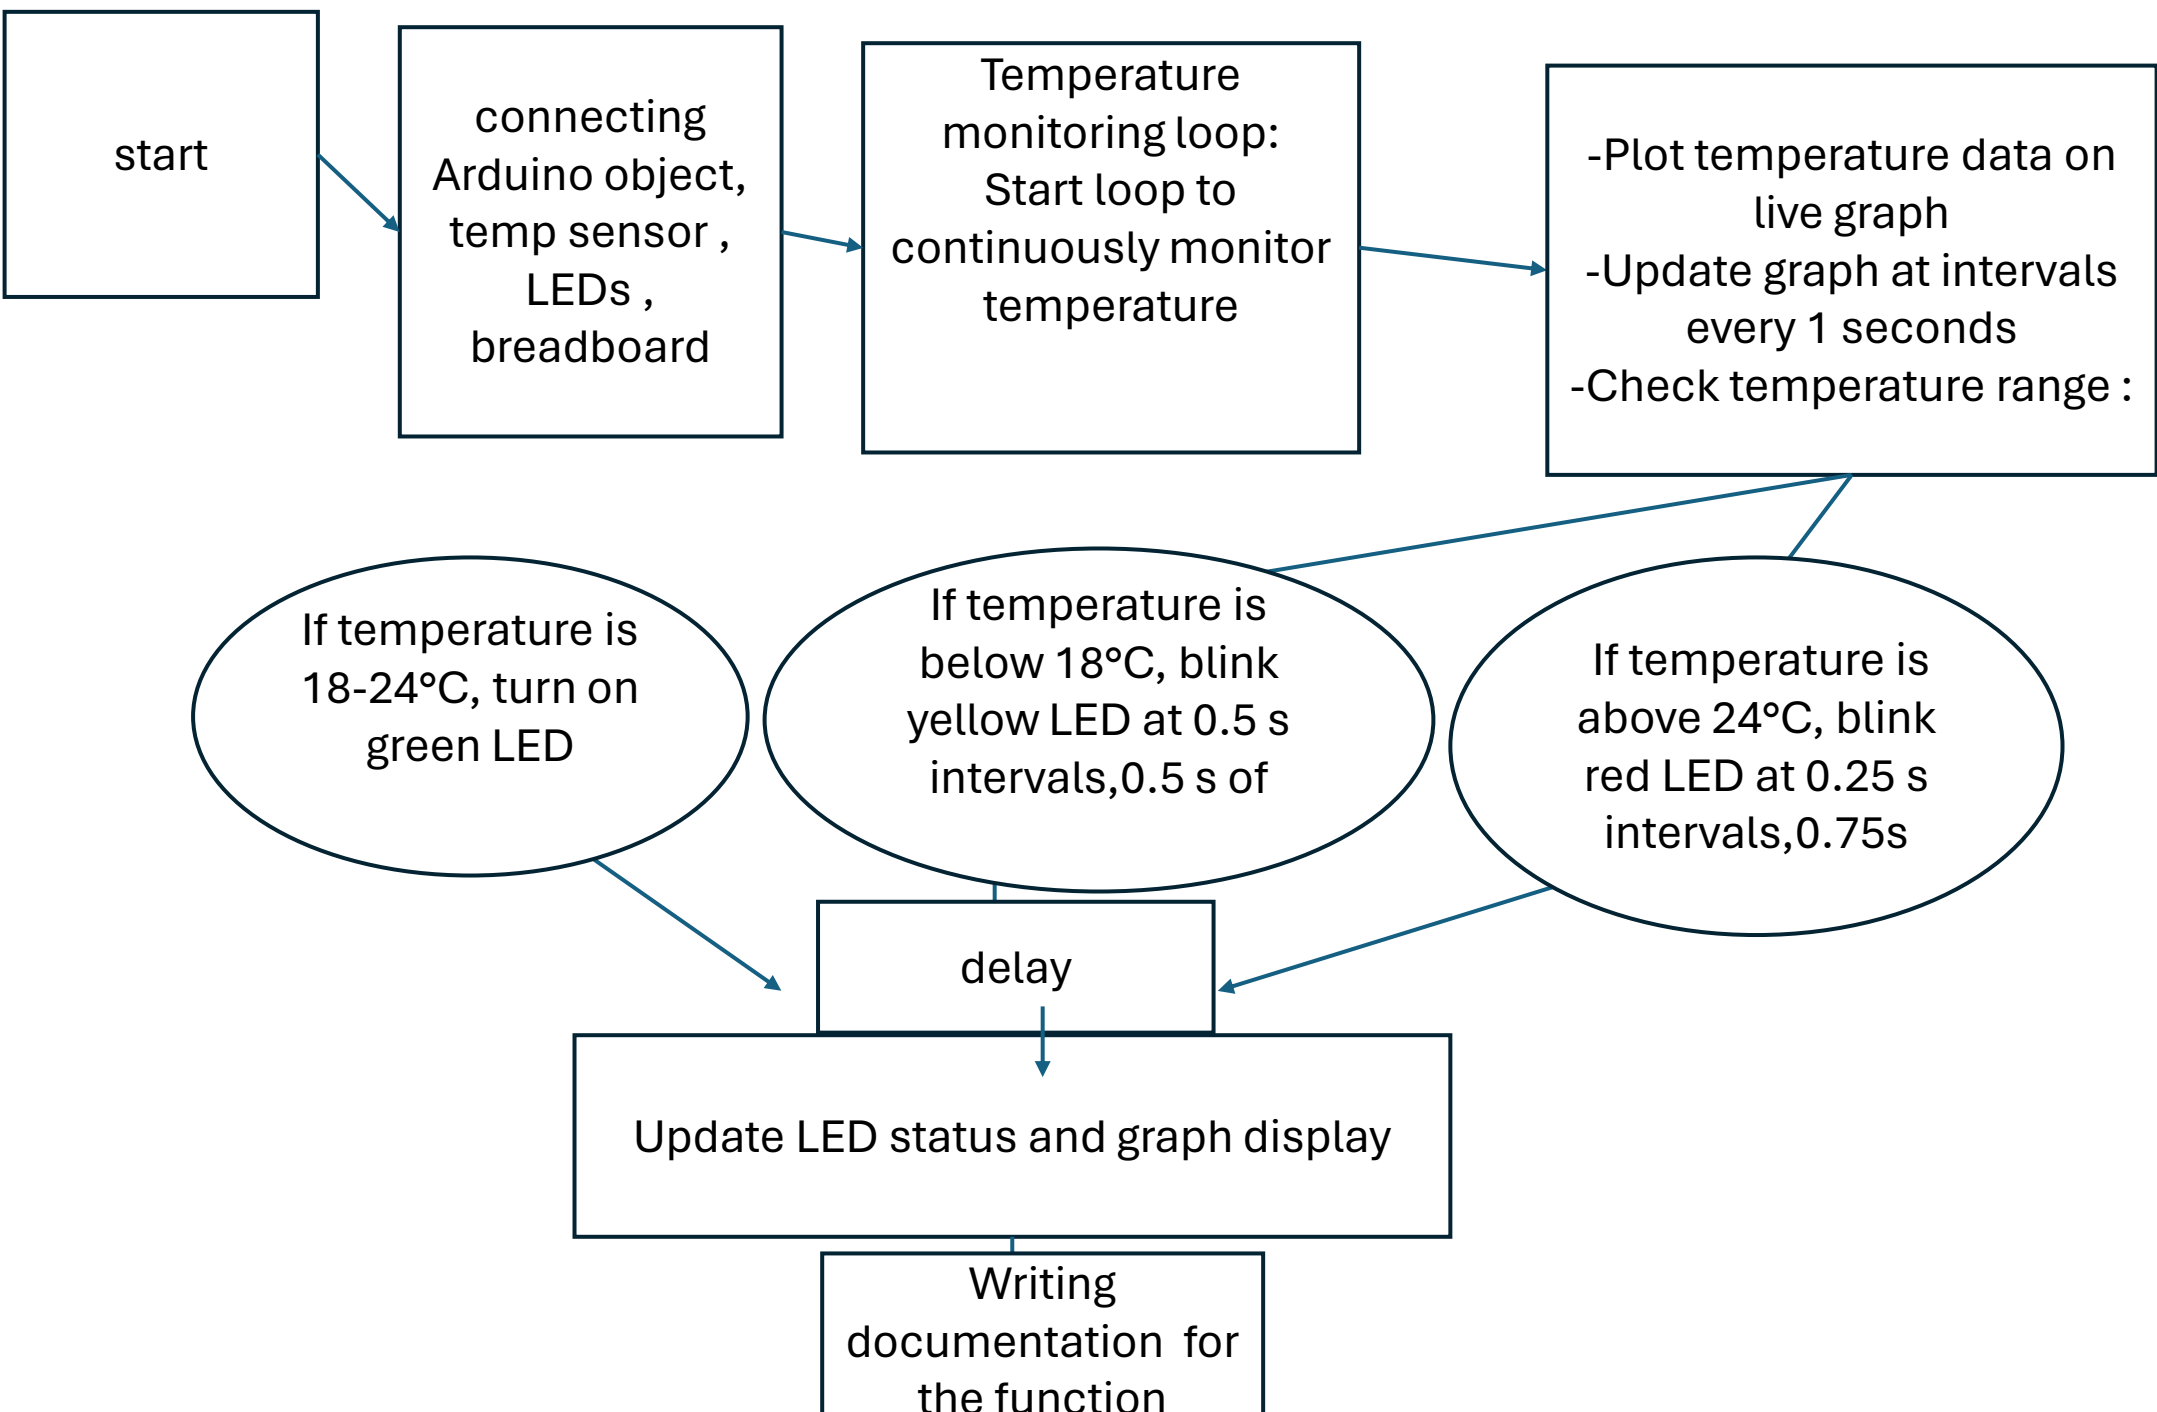 start
connecting
Arduino object,
temp sensor ,
LEDs ,
breadboard
Temperature
monitoring loop:
Start loop to
continuously monitor
temperature
-Plot temperature data on
live graph
-Update graph at intervals
every 1 seconds
-Check temperature range :
If temperature is
18-24°C, turn on
green LED
If temperature is
below 18°C, blink
yellow LED at 0.5 s
intervals,0.5 s of
If temperature is
above 24°C, blink
red LED at 0.25 s
intervals,0.75s
delay
Update LED status and graph display
Writing
documentation  for
the function